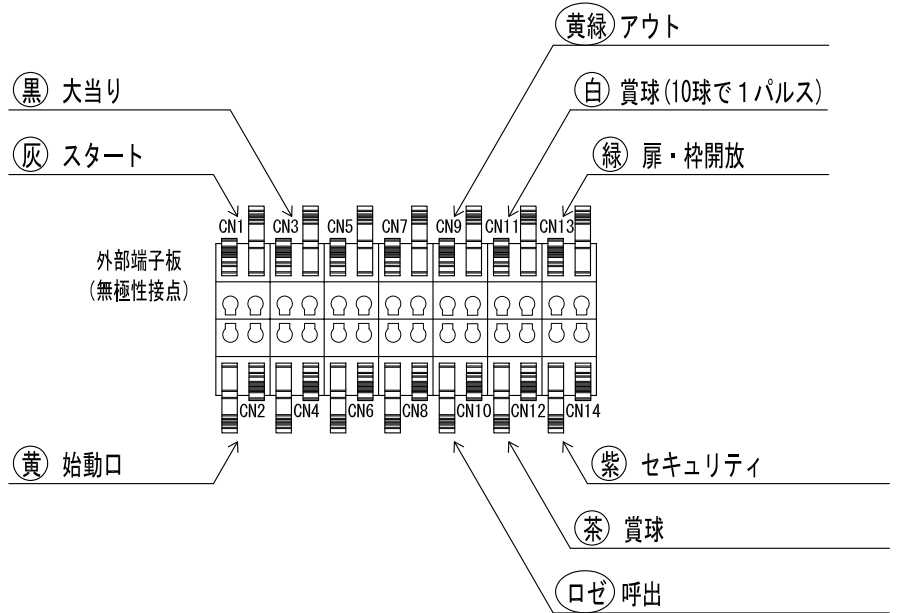 黄緑 アウト
黒 大当り
白 賞球(10球で1パルス)
灰 スタート
緑 扉・枠開放
CN1 CN3 CN5 CN7 CN9 CN11 CN13
外部端子板
(無極性接点)
CN2 CN4 CN6 CN8 CN10 CN12 CN14
黄 始動口
紫 セキュリティ
茶 賞球
ロゼ 呼出